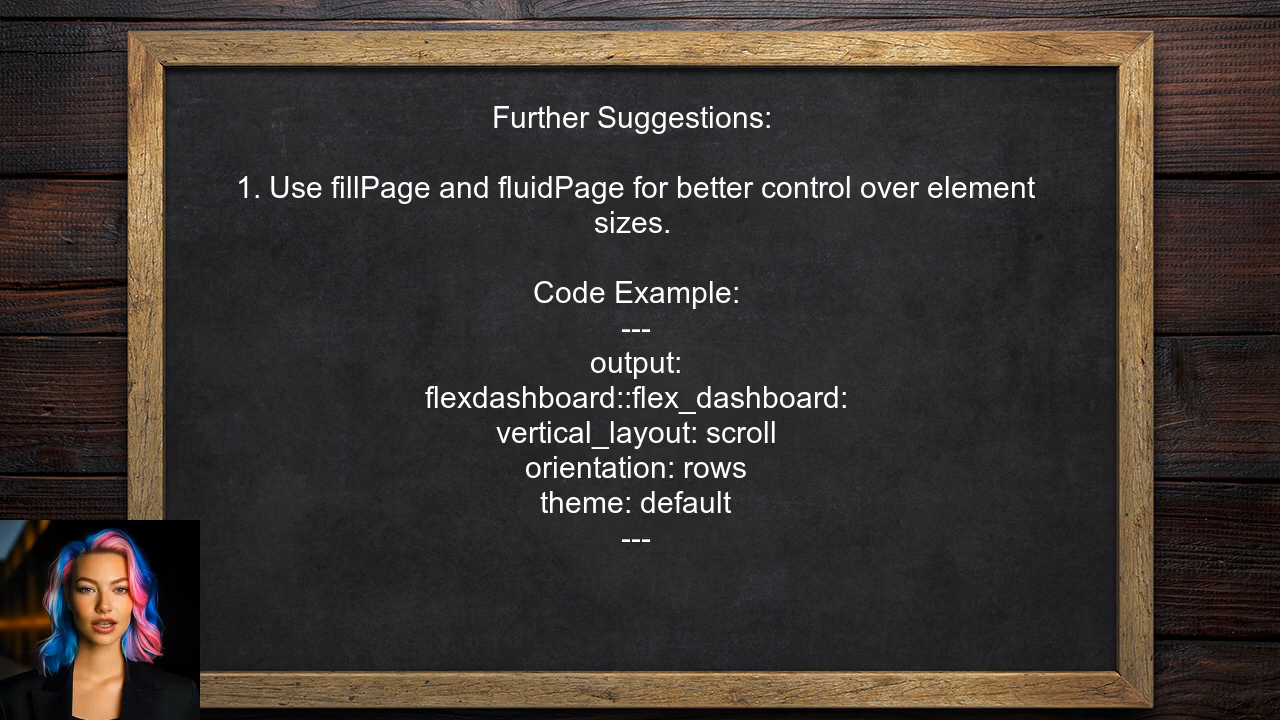 Further Suggestions:
1. Use fillPage and fluidPage for better control over element
sizes.
Code Example:
---
output:
flexdashboard::flex_dashboard:
vertical_layout: scroll
orientation: rows
theme: default
---